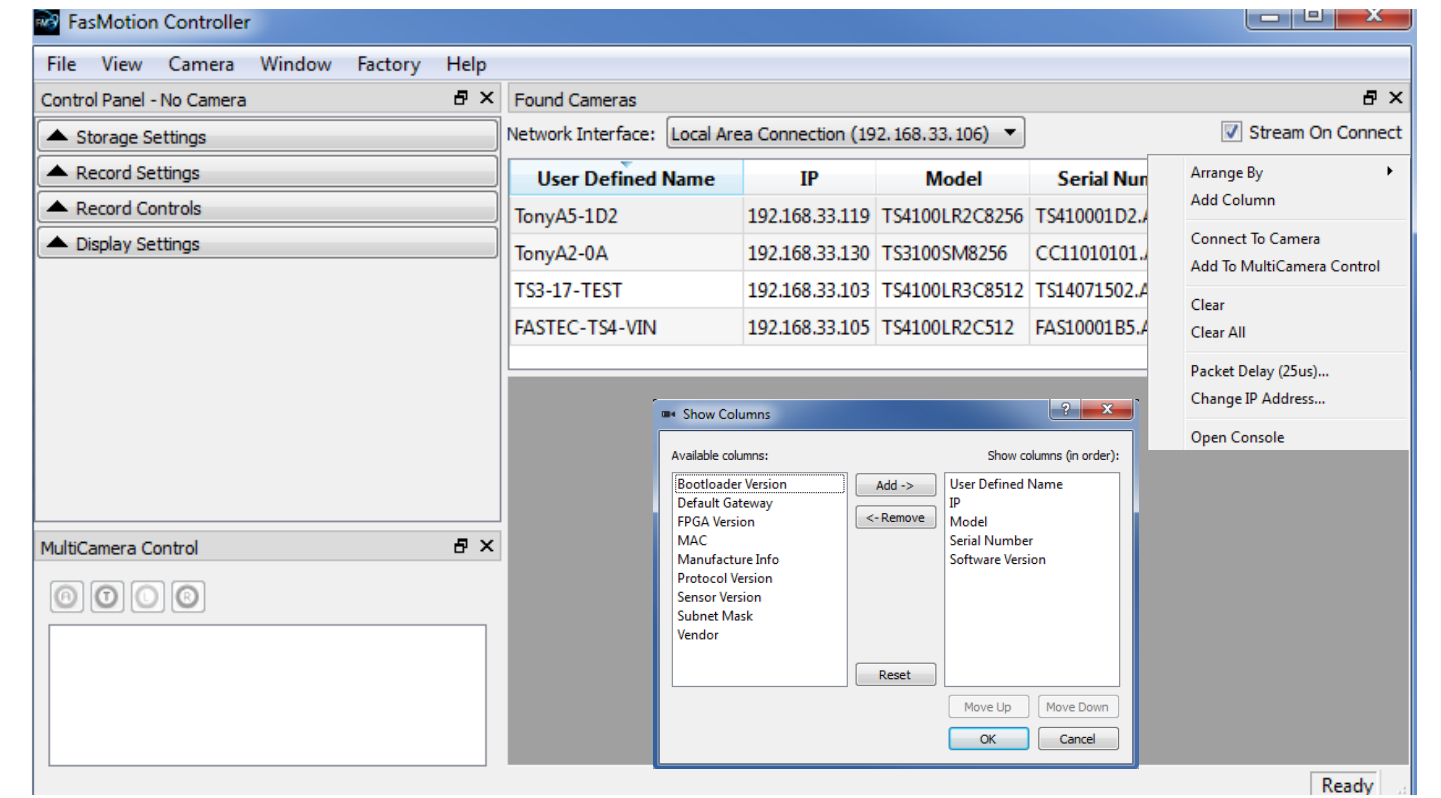 FasMotion Controller
File View Camera Window Factory Help
Control Panel - No Camera
Storage Settings
Record Settings
Record Controls
Display Settings
Found Cameras
Network Interface: Local Area Connection (192.168.33.106) Stream On Connect
User Defined Name IP Model Serial Num
TonyA5-1D2 192.168.33.119 TS4100LR2C8256 TS410001D2.A
TonyA2-0A 192.168.33.130 TS3100SM8256 CC11010101.A
TS3-17-TEST 192.168.33.103 TS4100LR3C8512 TS14071502.A
FASTEC-TS4-VIN 192.168.33.105 TS4100LR2C512 FAS10001B5.A
Arrange By
Add Column
Connect To Camera
Add To MultiCamera Control
Clear
Clear All
Packet Delay (25us)...
Change IP Address...
Open Console
Show Columns
Available columns:
Bootloader Version
Default Gateway
FPGA Version
MAC
Manufacture Info
Protocol Version
Sensor Version
Subnet Mask
Vendor
Add ->
<- Remove
Reset
Show columns (in order):
User Defined Name
IP
Model
Serial Number
Software Version
Move Up Move Down
OK Cancel
MultiCamera Control
A T L R
Ready